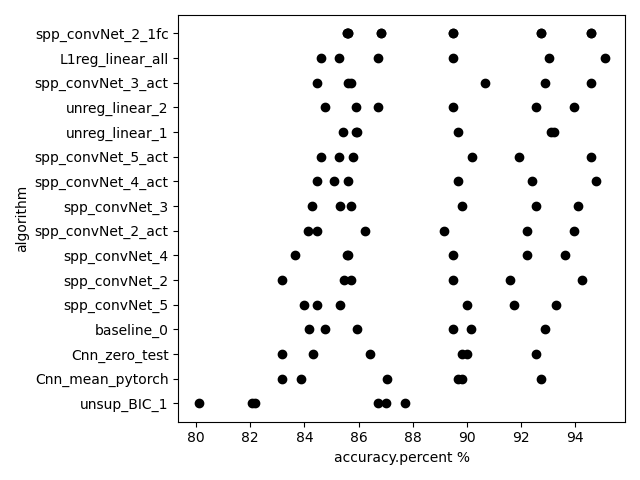 spp_convNet_2_1fc
L1reg_linear_all
spp_convNet_3_act
unreg_linear_2
unreg_linear_1
spp_convNet_5_act
spp_convNet_4_act
spp_convNet_3
spp_convNet_2_act
spp_convNet_4
spp_convNet_2
spp_convNet_5
baseline_0
Cnn_zero_test
Cnn_mean_pytorch
unsup_BIC_1
algorithm
80 82 84 86 88 90 92 94
accuracy.percent %